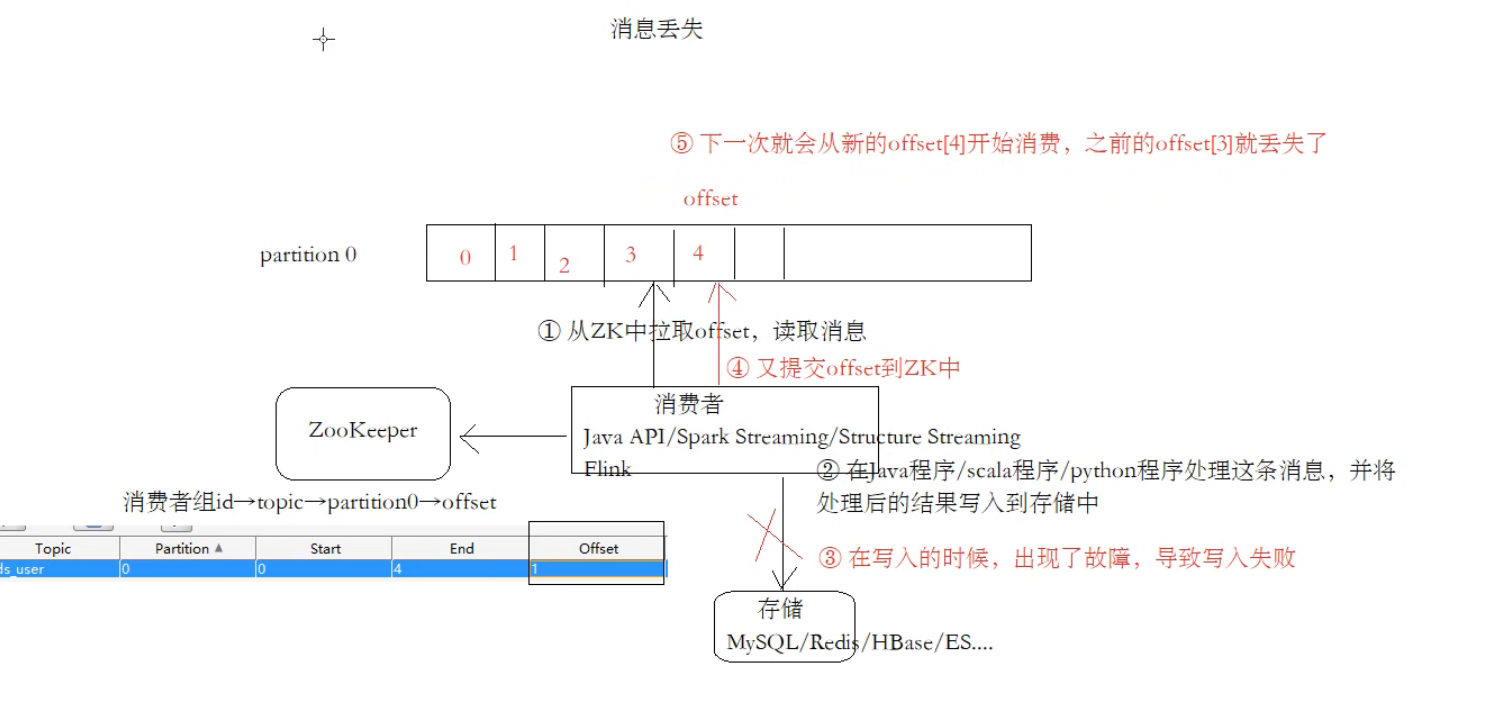 消息丢失
⑤ 下一次就会从新的offset[4]开始消费，之前的offset[3]就丢失了
offset
partition 0
0 1 2 3 4
① 从ZK中拉取offset，读取消息
④ 又提交offset到ZK中
消费者
Java API/Spark Streaming/Structure Streaming
Flink
ZooKeeper
② 在Java程序/scala程序/python程序处理这条消息，并将
处理后的结果写入到存储中
消费者组id→topic→partition0→offset
Topic Partition Start End Offset
ds_user 0 0 4 1
③ 在写入的时候，出现了故障，导致写入失败
存储
MySQL/Redis/HBase/ES....